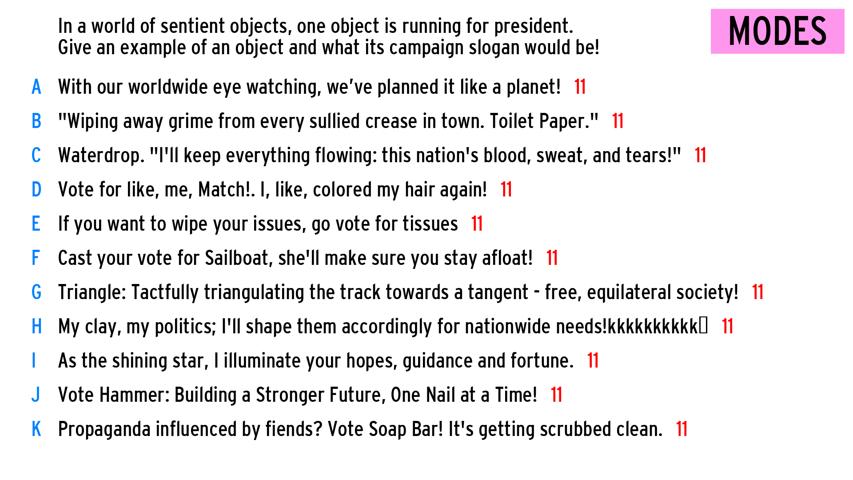 In a world of sentient objects, one object is running for president.
Give an example of an object and what its campaign slogan would be!
MODES
A With our worldwide eye watching, we've planned it like a planet! 11
B "Wiping away grime from every sullied crease in town. Toilet Paper." 11
C Waterdrop. "I'll keep everything flowing: this nation's blood, sweat, and tears!" 11
D Vote for like, me, Match!. I, like, colored my hair again! 11
E If you want to wipe your issues, go vote for tissues 11
F Cast your vote for Sailboat, she'll make sure you stay afloat! 11
G Triangle: Tactfully triangulating the track towards a tangent - free, equilateral society! 11
H My clay, my politics; I'll shape them accordingly for nationwide needs!kkkkkkkkkk▯ 11
I As the shining star, I illuminate your hopes, guidance and fortune. 11
J Vote Hammer: Building a Stronger Future, One Nail at a Time! 11
K Propaganda influenced by fiends? Vote Soap Bar! It's getting scrubbed clean. 11